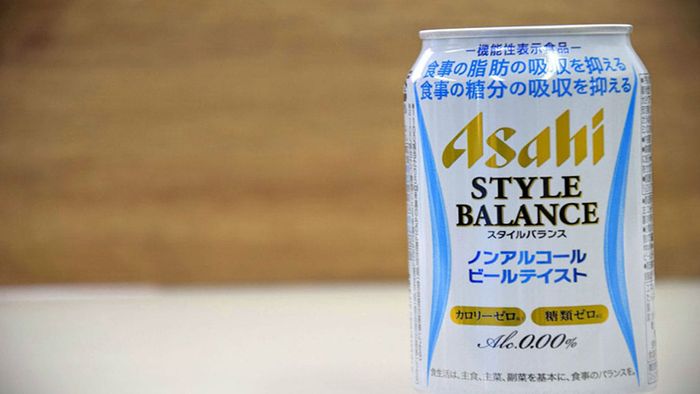 機能性表示食品
食事の脂肪の吸収を抑える
食事の糖分の吸収を抑える
Asahi
STYLE
BALANCE
スタイルバランス
ノンアルコール
ビールテイスト
カロリーゼロ 糖類ゼロ
Alc.0.00%
食生活は、主食、主菜、副菜を基本に、食事のバランスを。